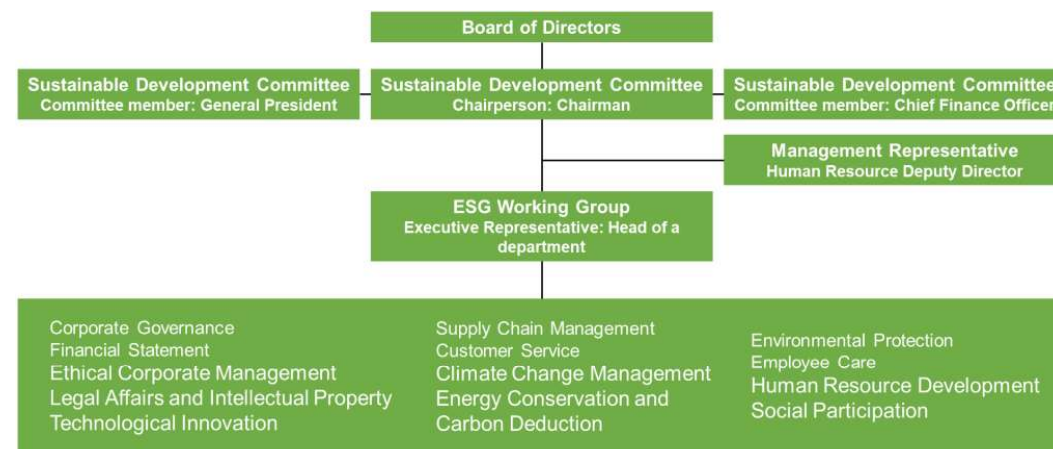 Board of Directors
Sustainable Development Committee
Committee member: General President
Sustainable Development Committee
Chairperson: Chairman
Sustainable Development Committee
Committee member: Chief Finance Officer
Management Representative
Human Resource Deputy Director
ESG Working Group
Executive Representative: Head of a
department
Corporate Governance
Financial Statement
Ethical Corporate Management
Legal Affairs and Intellectual Property
Technological Innovation
Supply Chain Management
Customer Service
Climate Change Management
Energy Conservation and
Carbon Deduction
Environmental Protection
Employee Care
Human Resource Development
Social Participation